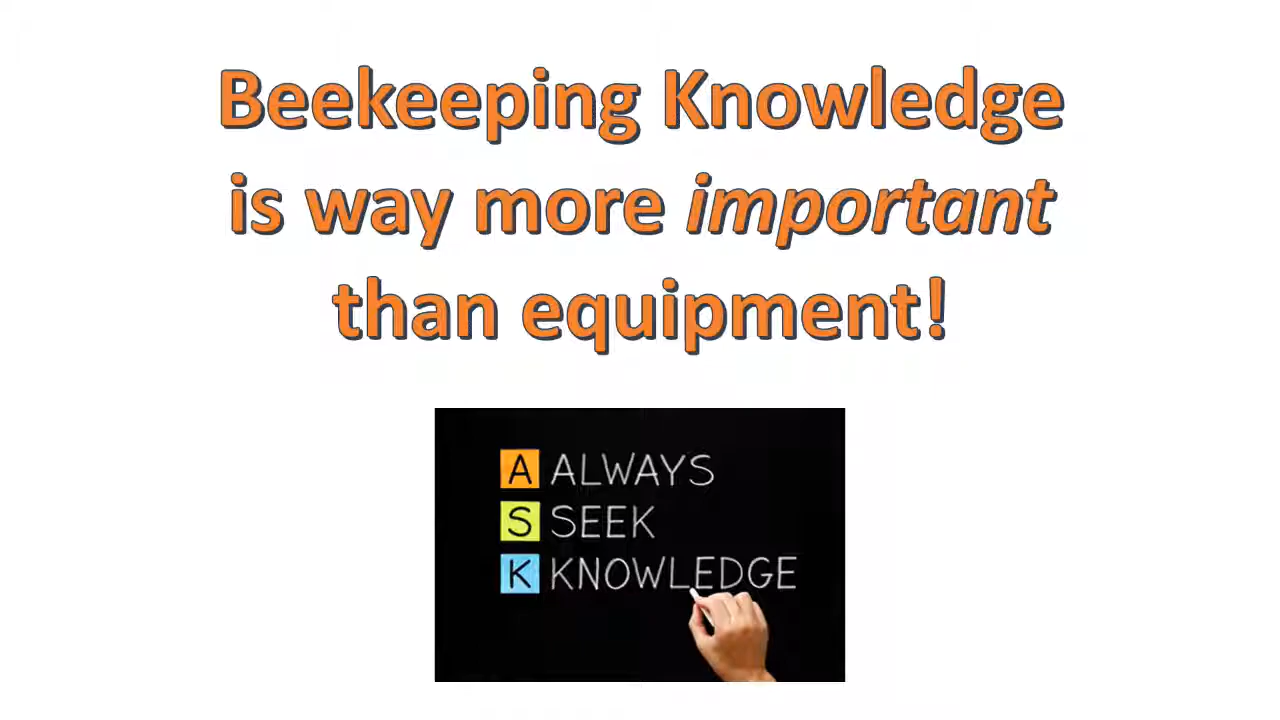 Beekeeping Knowledge
is way more important
than equipment!
A ALWAYS
S SEEK
K KNOWLEDGE